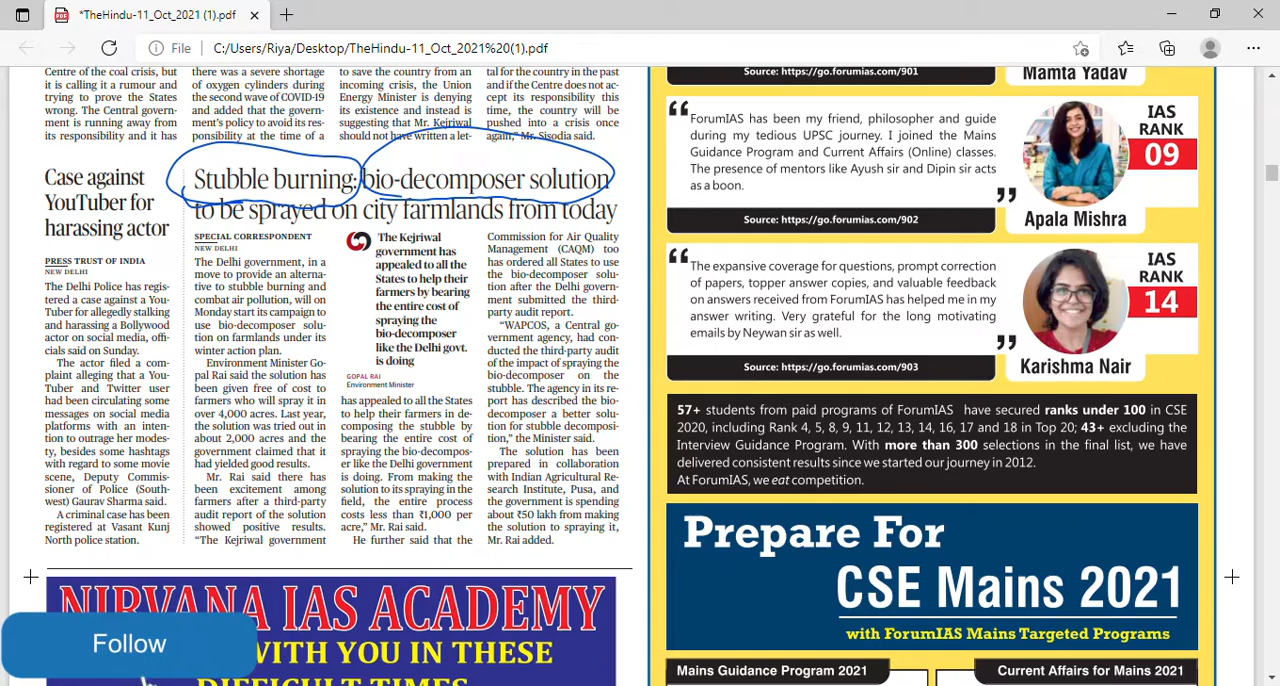 *TheHindu-11_Oct_2021 (1).pdf
File
C:/Users/Riya/Desktop/TheHindu-11_Oct_2021%20(1).pdf
Centre of the coal crisis, but
it is calling it a rumour and
trying to prove the States
wrong. The Central govern-
ment is running away from
its responsibility and it has
there was a severe shortage
of oxygen cylinders during
the second wave of COVID-19
and added that the govern-
ment's policy to avoid its res-
ponsibility at the time of a
to save the country from an
incoming crisis, the Union
Energy Minister is denying
its existence and instead is
suggesting that Mr. Kejriwal
should not have written a let-
tal for the country in the past
and if the Centre does not ac-
cept its responsibility this
time, the country will be
pushed into a crisis once
again," Mr. Sisodia said.
Case against
YouTuber for
harassing actor
PRESS TRUST OF INDIA
NEW DELHI
The Delhi Police has regis-
tered a case against a You-
Tuber for allegedly stalking
and harassing a Bollywood
actor on social media, offi-
cials said on Sunday.
The actor filed a com-
plaint alleging that a You-
Tuber and Twitter user
had been circulating some
messages on social media
platforms with an inten-
tion to outrage her modes-
ty, besides some hashtags
with regard to some movie
scene, Deputy Commis-
sioner of Police (South-
west) Gaurav Sharma said.
A criminal case has been
registered at Vasant Kunj
North police station.
Stubble burning: bio-decomposer solution
to be sprayed on city farmlands from today
SPECIAL CORRESPONDENT
NEW DELHI
The Delhi government, in a
move to provide an alterna-
tive to stubble burning and
combat air pollution, will on
Monday start its campaign to
use bio-decomposer solu-
tion on farmlands under its
winter action plan.
Environment Minister Go-
pal Rai said the solution has
been given free of cost to
farmers who will spray it in
over 4,000 acres. Last year,
the solution was tried out in
about 2,000 acres and the
government claimed that it
had yielded good results.
Mr. Rai said there has
been excitement among
farmers after a third-party
audit report of the solution
showed positive results.
"The Kejriwal government
The Kejriwal
government has
appealed to all the
States to help their
farmers by bearing
the entire cost of
spraying the
bio-decomposer
like the Delhi govt.
is doing
GOPAL RAI
Environment Minister
has appealed to all the States
to help their farmers in de-
composing the stubble by
bearing the entire cost of
spraying the bio-decompos-
er like the Delhi government
is doing. From making the
solution to its spraying in the
field, the entire process
costs less than ₹1,000 per
acre," Mr. Rai said.
He further said that the
Commission for Air Quality
Management (CAQM) too
has ordered all States to use
the bio-decomposer solu-
tion after the Delhi govern-
ment submitted the third-
party audit report.
"WAPCOS, a Central go-
vernment agency, had con-
ducted the third-party audit
of the impact of spraying the
bio-decomposer on the
stubble. The agency in its re-
port has described the bio-
decomposer a better solu-
tion for stubble decomposi-
tion," the Minister said.
The solution has been
prepared in collaboration
with Indian Agricultural Re-
search Institute, Pusa, and
the government is spending
about ₹50 lakh from making
the solution to spraying it,
Mr. Rai added.
NIRVANA IAS ACADEMY
WITH YOU IN THESE
DIFFICULT TIMES
Follow
Source: https://go.forumias.com/901
Mamta Yadav
ForumIAS has been my friend, philosopher and guide
during my tedious UPSC journey. I joined the Mains
Guidance Program and Current Affairs (Online) classes.
The presence of mentors like Ayush sir and Dipin sir acts
as a boon.
Source: https://go.forumias.com/902
IAS
RANK
09
Apala Mishra
The expansive coverage for questions, prompt correction
of papers, topper answer copies, and valuable feedback
on answers received from ForumIAS has helped me in my
answer writing. Very grateful for the long motivating
emails by Neywan sir as well.
Source: https://go.forumias.com/903
IAS
RANK
14
Karishma Nair
57+ students from paid programs of ForumIAS have secured ranks under 100 in CSE
2020, including Rank 4, 5, 8, 9, 11, 12, 13, 14, 16, 17 and 18 in Top 20; 43+ excluding the
Interview Guidance Program. With more than 300 selections in the final list, we have
delivered consistent results since we started our journey in 2012.
At ForumIAS, we eat competition.
Prepare For
CSE Mains 2021
with ForumIAS Mains Targeted Programs
Mains Guidance Program 2021
Current Affairs for Mains 2021